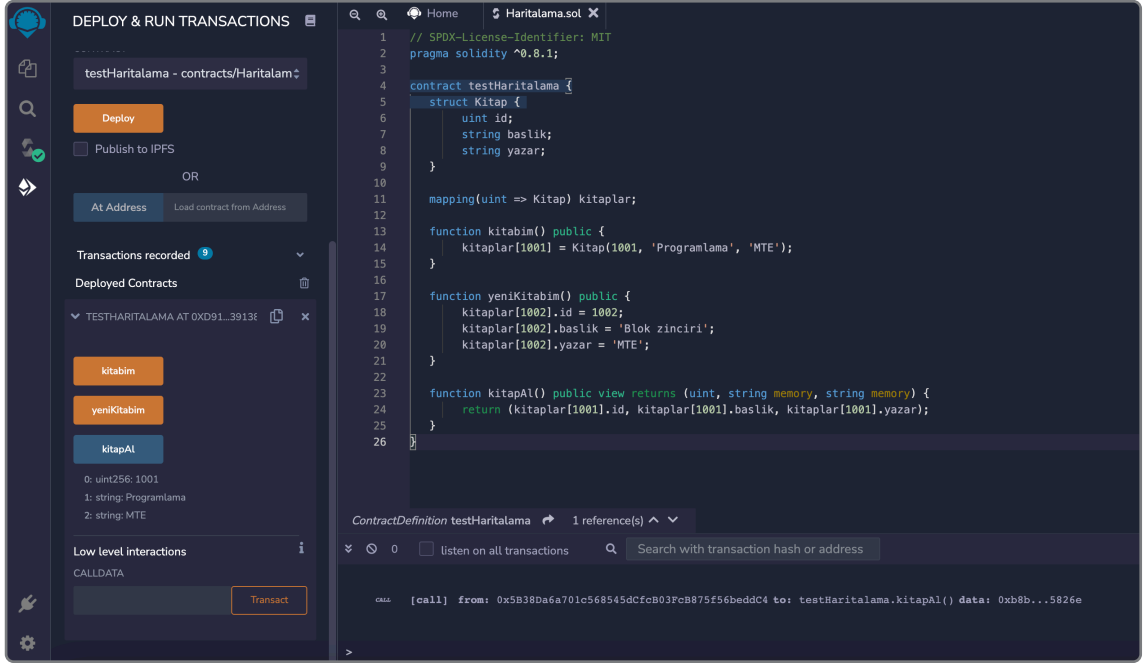 DEPLOY & RUN TRANSACTIONS
testHaritalama - contracts/Haritalam
Deploy
Publish to IPFS
OR
At Address
Load contract from Address
Transactions recorded 9
Deployed Contracts
TESTHARITALAMA AT 0XD91...39138
kitabim
yeniKitabim
kitapAl
0: uint256: 1001
1: string: Programlama
2: string: MTE
Low level interactions
i
CALLDATA
Transact
Home
Haritalama.sol
1 // SPDX-License-Identifier: MIT
2 pragma solidity ^0.8.1;
3
4 contract testHaritalama {
5 struct Kitap {
6 uint id;
7 string baslik;
8 string yazar;
9 }
10
11 mapping(uint => Kitap) kitaplar;
12
13 function kitabim() public {
14 kitaplar[1001] = Kitap(1001, 'Programlama', 'MTE');
15 }
16
17 function yeniKitabim() public {
18 kitaplar[1002].id = 1002;
19 kitaplar[1002].baslik = 'Blok zinciri';
20 kitaplar[1002].yazar = 'MTE';
21 }
22
23 function kitapAl() public view returns (uint, string memory, string memory) {
24 return (kitaplar[1001].id, kitaplar[1001].baslik, kitaplar[1001].yazar);
25 }
26 }
ContractDefinition testHaritalama 1 reference(s)
0 listen on all transactions Search with transaction hash or address
CALL [call] from: 0x5B38Da6a701c568545dCfcB03FcB875f56beddC4 to: testHaritalama.kitapAl() data: 0xb8b...5826e
>